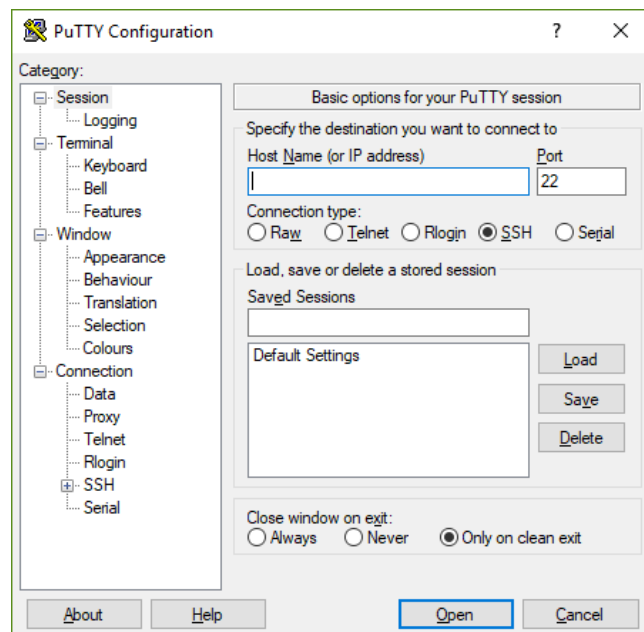 PuTTY Configuration
?
Category:
Session
Logging
Terminal
Keyboard
Bell
Features
Window
Appearance
Behaviour
Translation
Selection
Colours
Connection
Data
Proxy
Telnet
Rlogin
SSH
Serial
Basic options for your PuTTY session
Specify the destination you want to connect to
Host Name (or IP address) Port
22
Connection type:
Raw Telnet Rlogin SSH Serial
Load, save or delete a stored session
Saved Sessions
Default Settings
Load
Save
Delete
Close window on exit:
Always Never Only on clean exit
About Help Open Cancel